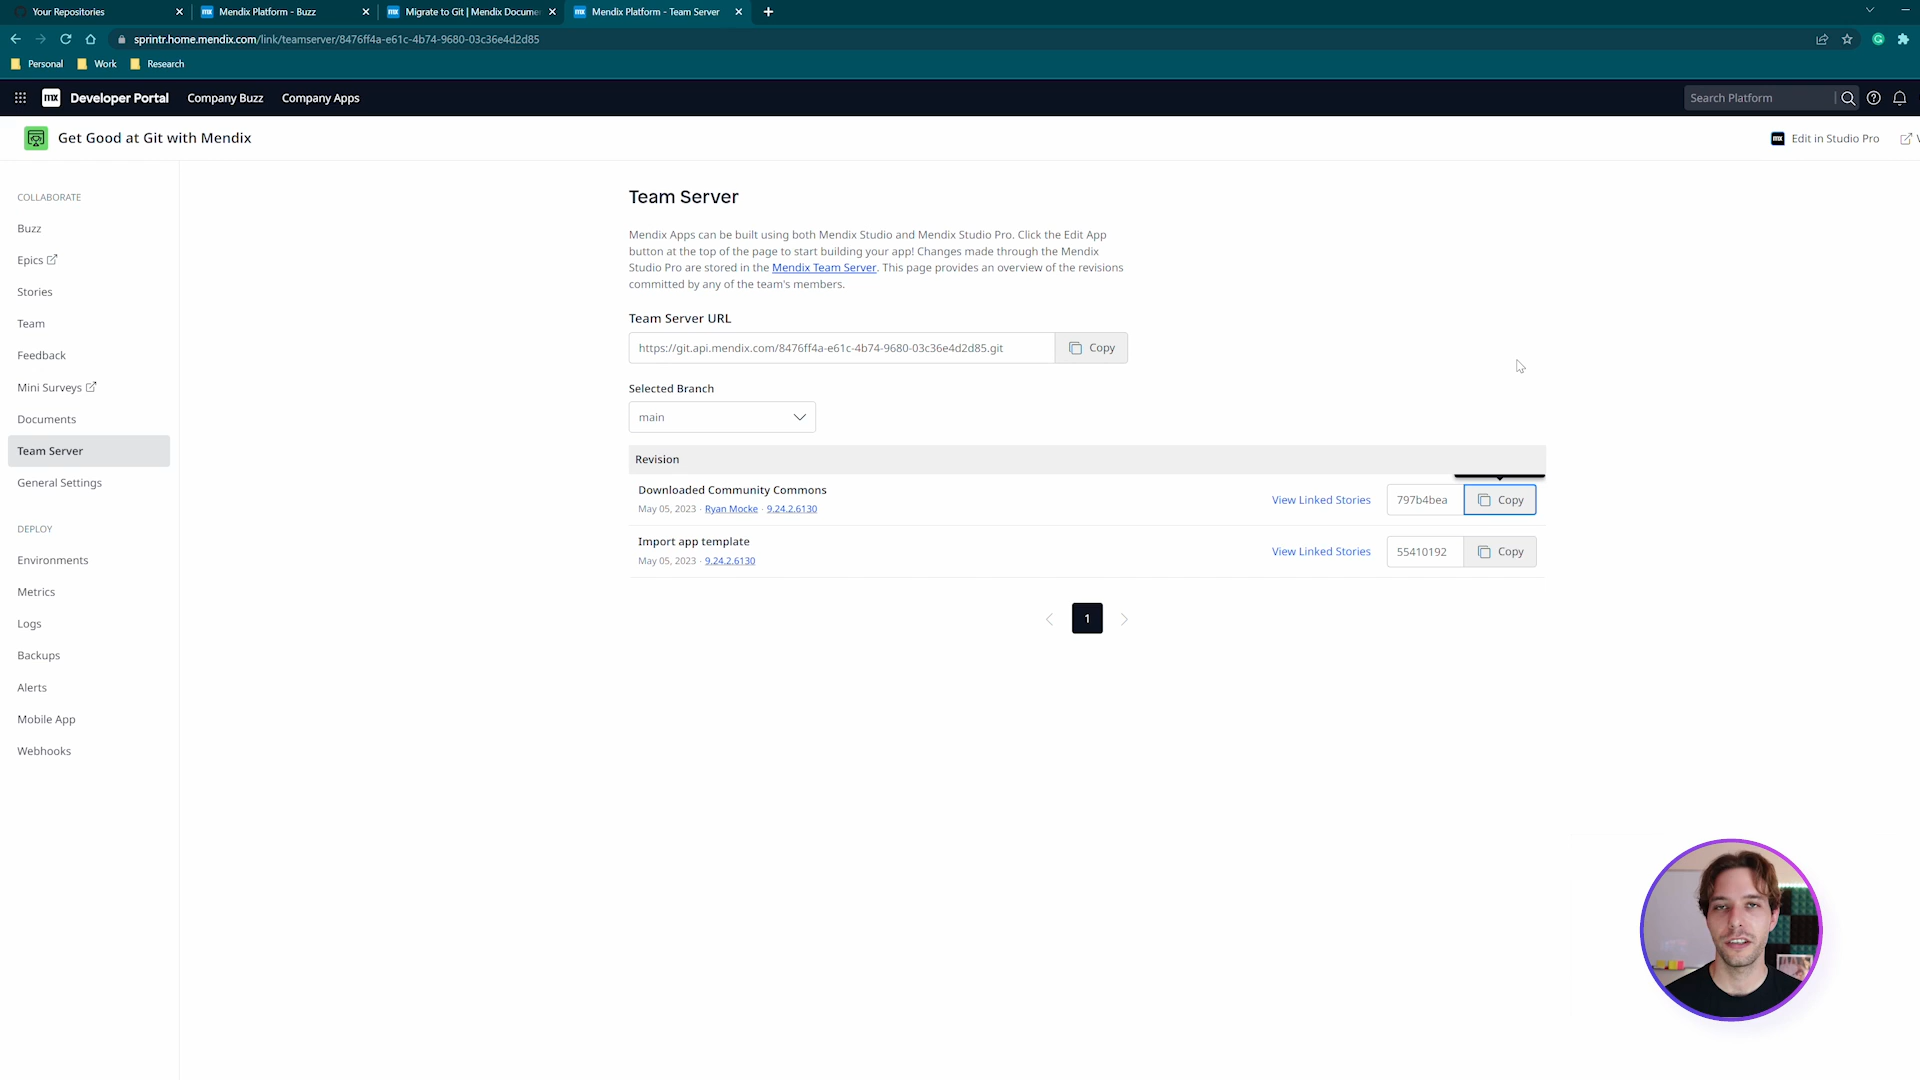 Your Repositories
Mendix Platform - Buzz
Migrate to Git | Mendix Docume
Mendix Platform - Team Server
sprintr.home.mendix.com/link/teamserver/8476ff4a-e61c-4b74-9680-03c36e4d2d85
Personal
Work
Research
mx
Developer Portal
Company Buzz
Company Apps
Search Platform
Get Good at Git with Mendix
Edit in Studio Pro
COLLABORATE
Buzz
Epics
Stories
Team
Feedback
Mini Surveys
Documents
Team Server
General Settings
DEPLOY
Environments
Metrics
Logs
Backups
Alerts
Mobile App
Webhooks
Team Server
Mendix Apps can be built using both Mendix Studio and Mendix Studio Pro. Click the Edit App
button at the top of the page to start building your app! Changes made through the Mendix
Studio Pro are stored in the Mendix Team Server. This page provides an overview of the revisions
committed by any of the team's members.
Team Server URL
https://git.api.mendix.com/8476ff4a-e61c-4b74-9680-03c36e4d2d85.git
Copy
Selected Branch
main
Revision
Downloaded Community Commons
May 05, 2023 · Ryan Mocke · 9.24.2.6130
View Linked Stories
797b4bea
Copy
Import app template
May 05, 2023 · 9.24.2.6130
View Linked Stories
55410192
Copy
1